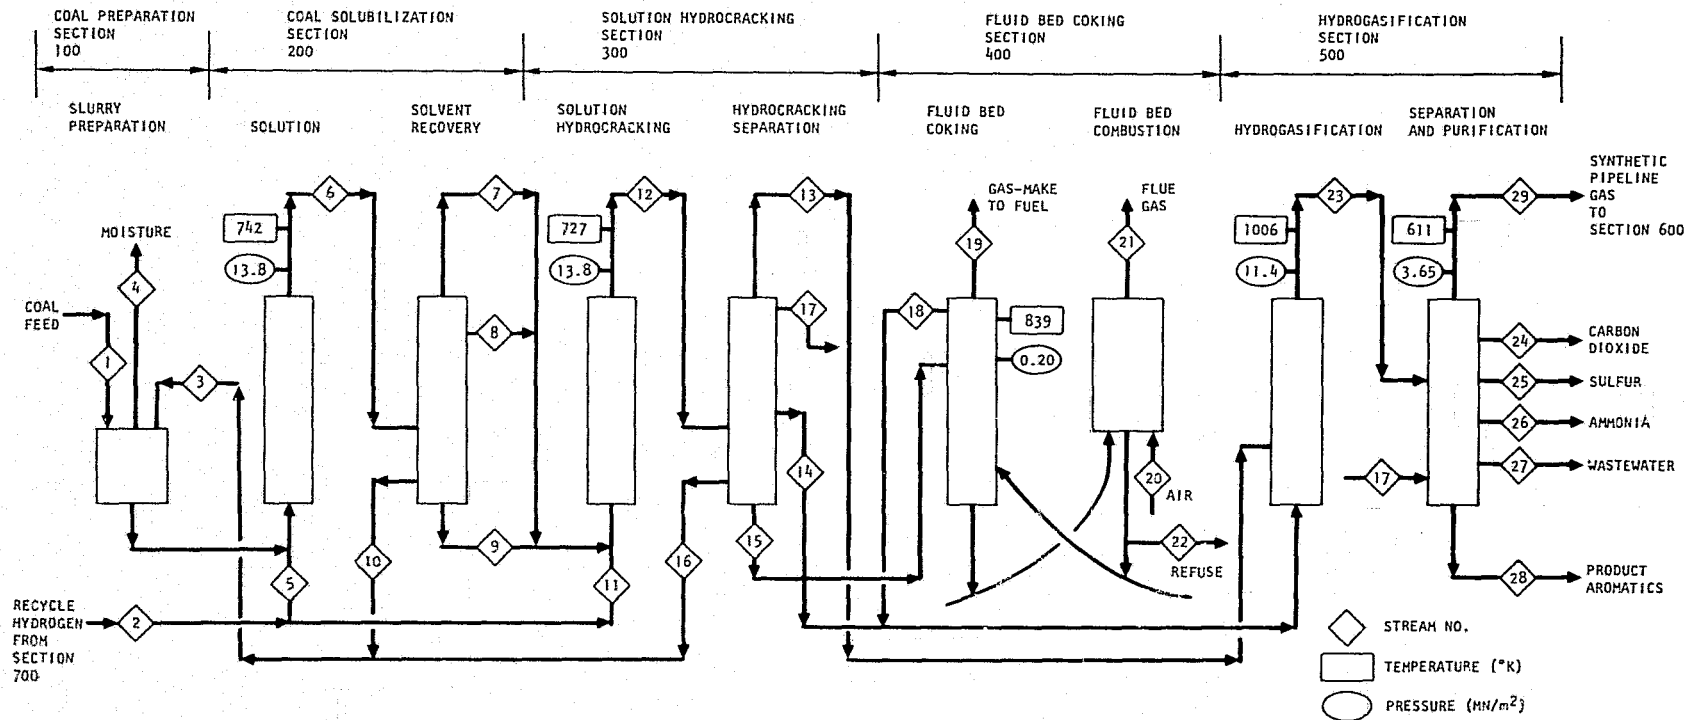 COAL PREPARATION
SECTION
100
COAL SOLUBILIZATION
SECTION
200
SOLUTION HYDROCRACKING
SECTION
300
FLUID BED COKING
SECTION
400
HYDROGASIFICATION
SECTION
500
SLURRY
PREPARATION
SOLUTION
SOLVENT
RECOVERY
SOLUTION
HYDROCRACKING
HYDROCRACKING
SEPARATION
FLUID BED
COKING
FLUID BED
COMBUSTION
HYDROGASIFICATION
SEPARATION
AND PURIFICATION
SYNTHETIC
PIPELINE
GAS
TO
SECTION 600
6
7
12
13
GAS-MAKE
TO FUEL
FLUE
GAS
23
29
742
727
1006
611
MOISTURE
19
21
13.8
13.8
11.4
3.65
4
COAL
FEED
17
18
839
8
24
CARBON
DIOXIDE
1
0.20
3
25
SULFUR
26
AMMONIA
14
20
AIR
17
27
WASTEWATER
9
15
22
REFUSE
10
16
5
11
28
PRODUCT
AROMATICS
RECYCLE
HYDROGEN
FROM
SECTION
700
2
STREAM NO.
TEMPERATURE (°K)
PRESSURE (MN/m²)